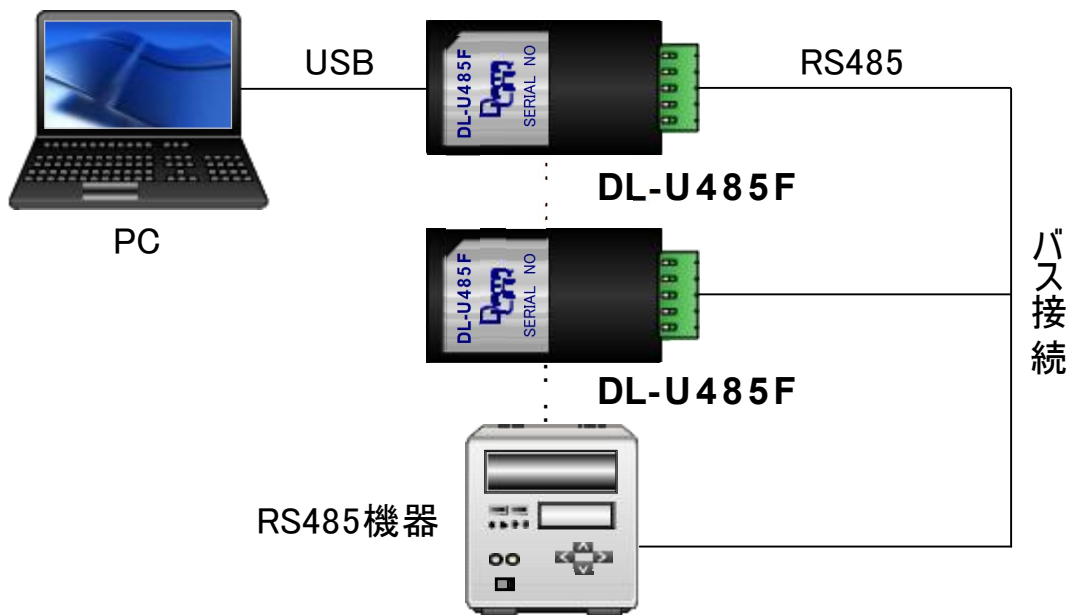 USB
RS485
DL-U485F
SERIAL NO
DL-U485F
PC
バス接続
DL-U485F
SERIAL NO
DL-U485F
RS485機器